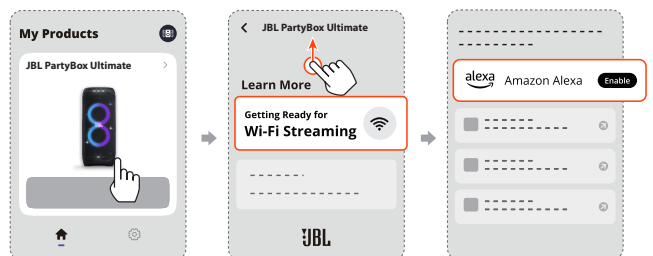 My Products
JBL PartyBox Ultimate
JBL PartyBox Ultimate
Learn More
Getting Ready for
Wi-Fi Streaming
JBL
alexa
Amazon Alexa
Enable